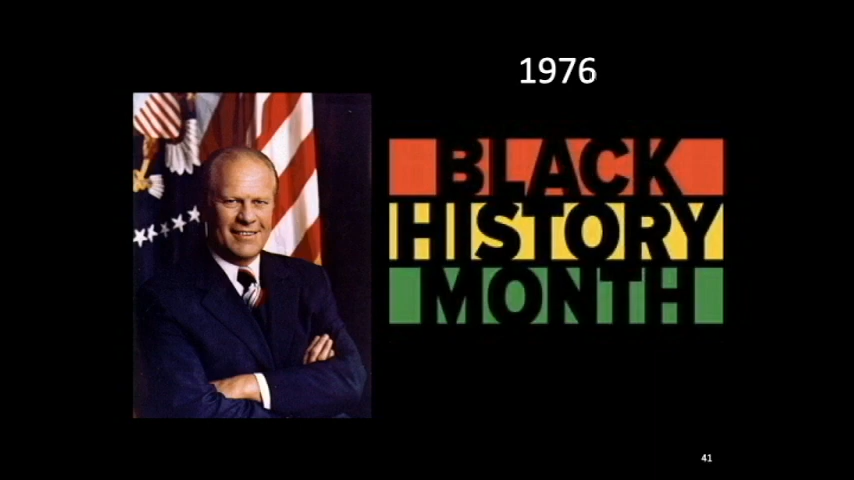 1976
BLACK
HISTORY
MONTH
41